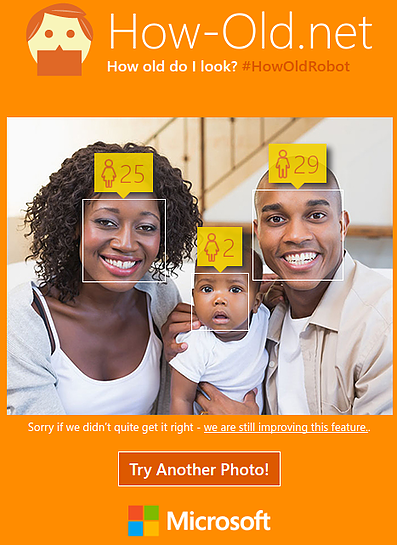 How-Old.net
How old do I look? #HowOldRobot
25
29
2
Sorry if we didn't quite get it right - we are still improving this feature.
Try Another Photo!
Microsoft